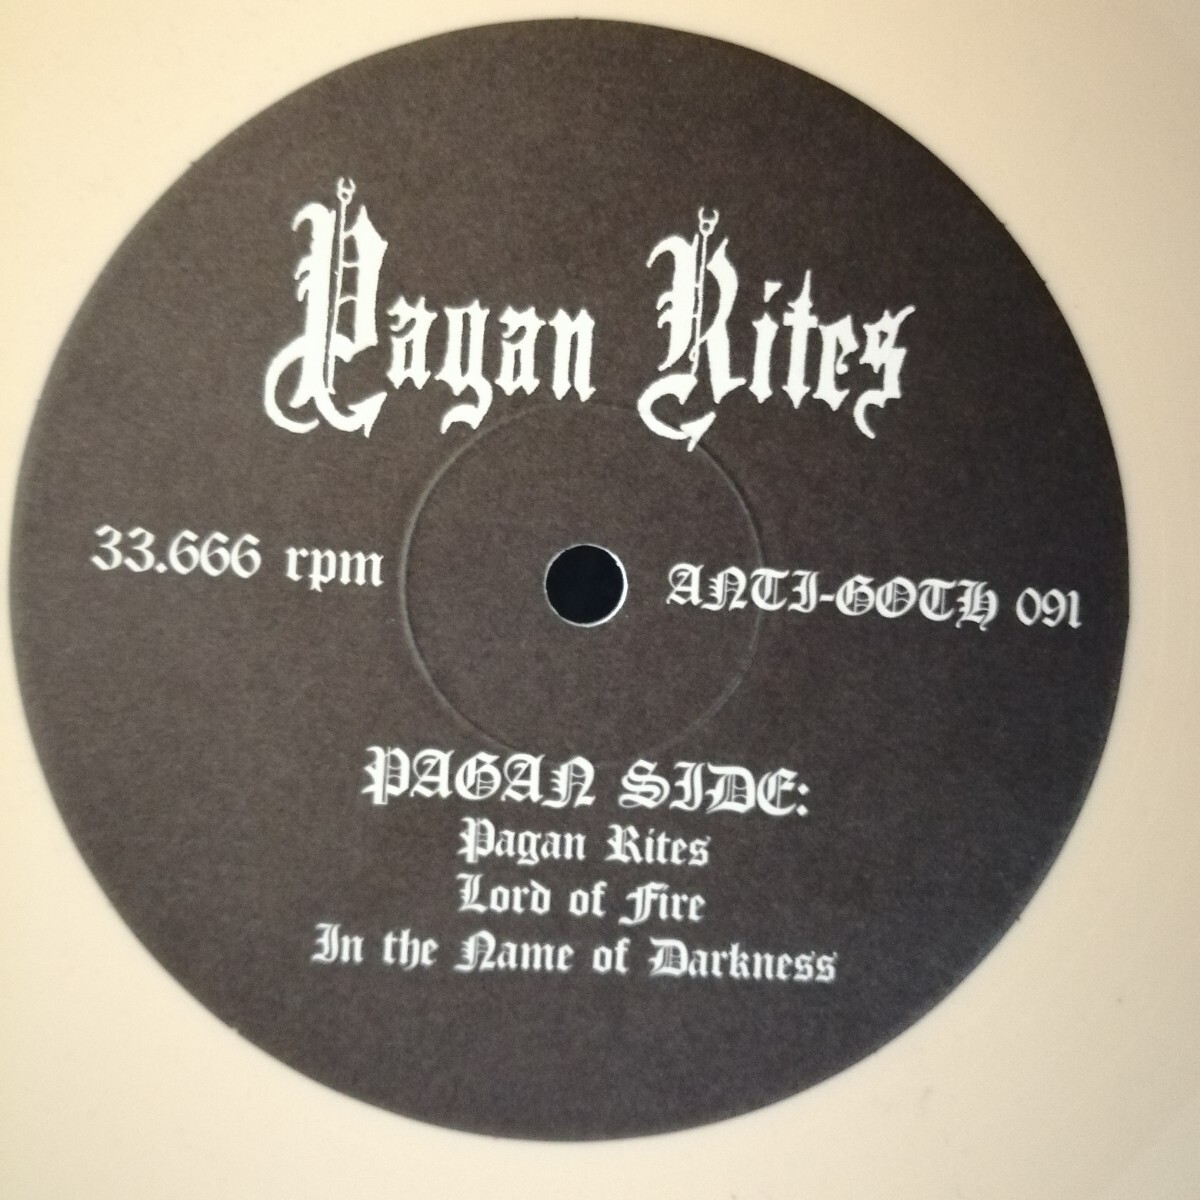 Pagan Rites
33.666 rpm
ANTI-GOTH 091
PAGAN SIDE:
Pagan Rites
Lord of Fire
In the Name of Darkness